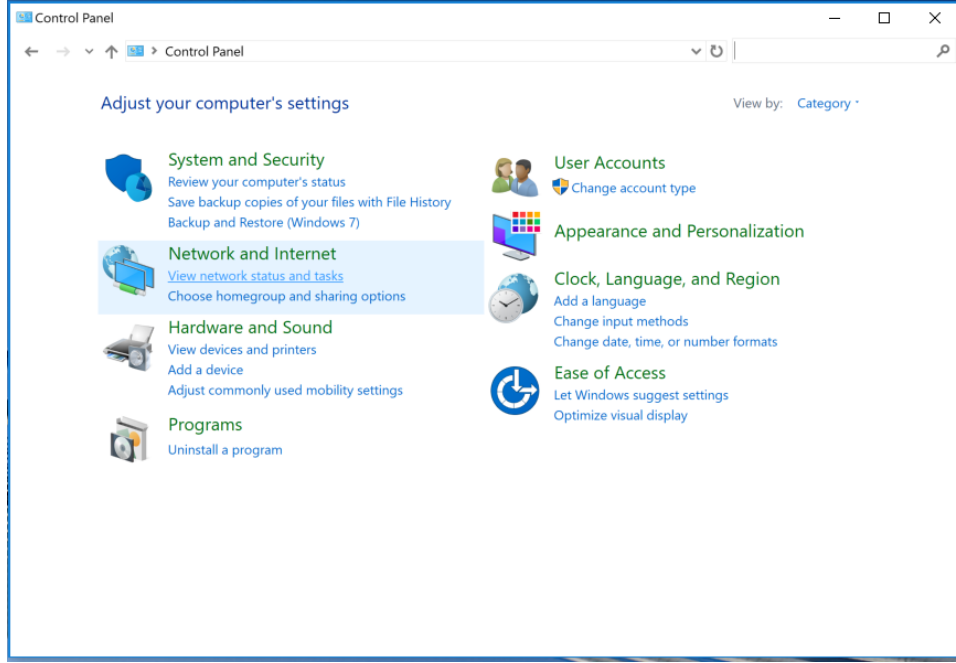 Control Panel
Control Panel
Adjust your computer's settings
View by: Category
System and Security
Review your computer's status
Save backup copies of your files with File History
Backup and Restore (Windows 7)
Network and Internet
View network status and tasks
Choose homegroup and sharing options
Hardware and Sound
View devices and printers
Add a device
Adjust commonly used mobility settings
Programs
Uninstall a program
User Accounts
Change account type
Appearance and Personalization
Clock, Language, and Region
Add a language
Change input methods
Change date, time, or number formats
Ease of Access
Let Windows suggest settings
Optimize visual display